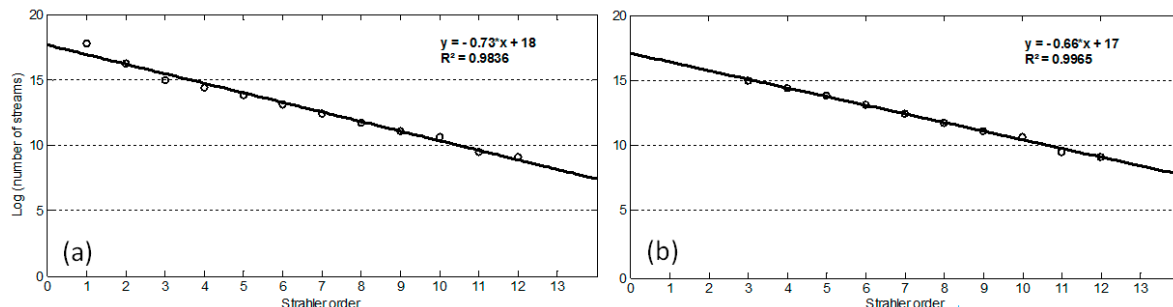 20
15
10
5
0
Log (number of streams)
y = - 0.73*x + 18
R² = 0.9836
(a)
0 1 2 3 4 5 6 7 8 9 10 11 12 13
Strahler order
20
15
10
5
0
y = -0.66*x + 17
R² = 0.9965
(b)
0 1 2 3 4 5 6 7 8 9 10 11 12 13
Strahler order